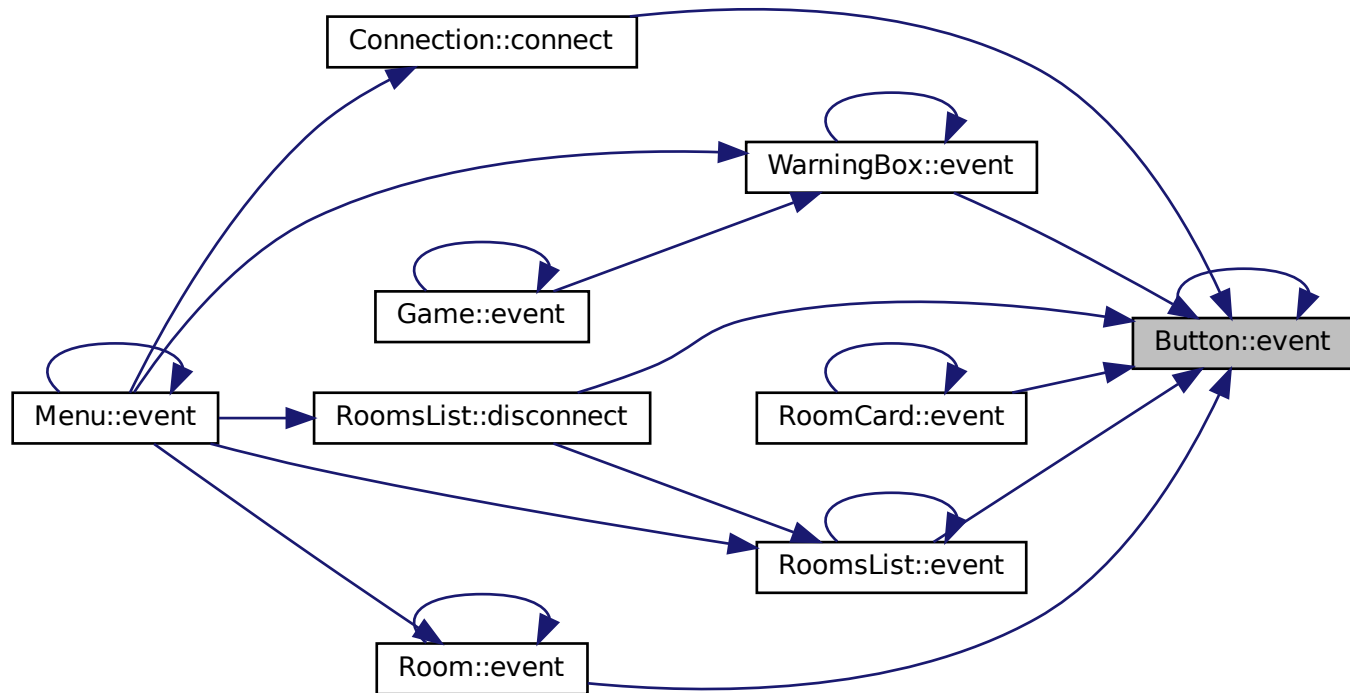 Connection::connect
WarningBox::event
Game::event
Button::event
Menu::event
RoomsList::disconnect
RoomCard::event
RoomsList::event
Room::event